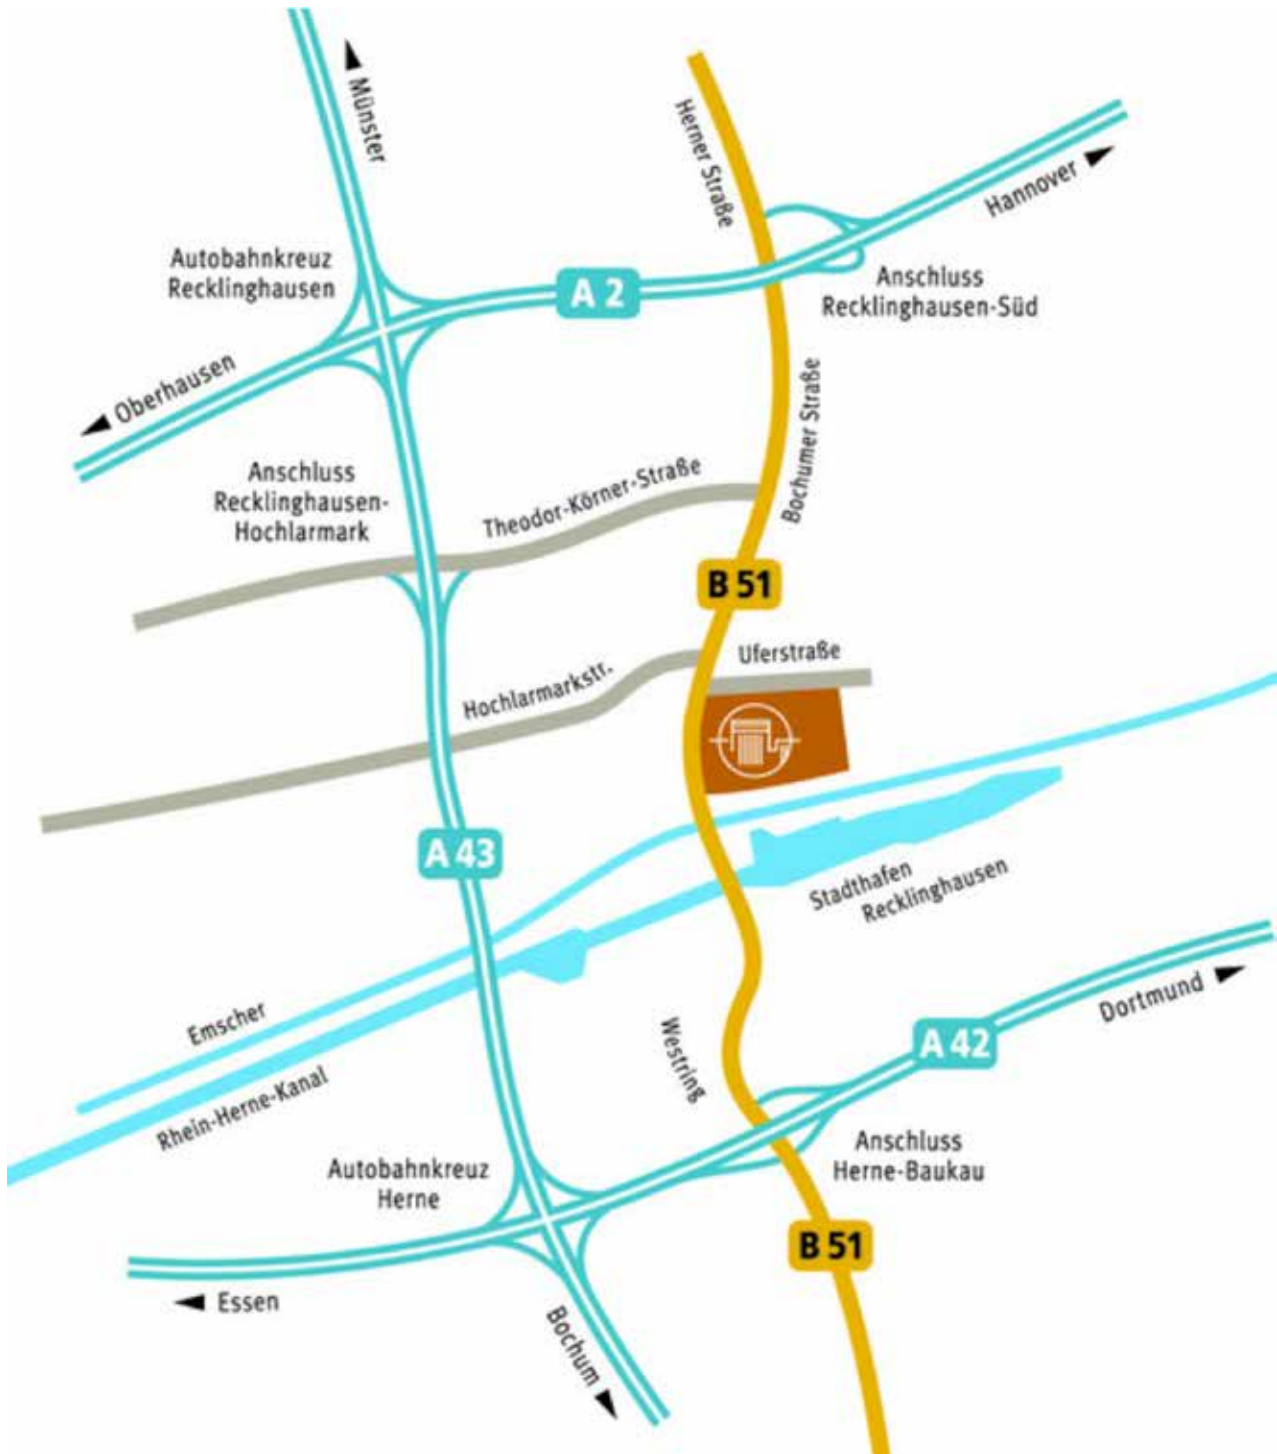 Münster
Herner Straße
Hannover
Autobahnkreuz
Recklinghausen
A 2
Anschluss
Recklinghausen-Süd
Oberhausen
Bochumer Straße
Anschluss
Recklinghausen-
Hochlarmark
Theodor-Körner-Straße
B 51
Uferstraße
Hochlarmarkstr.
A 43
Stadthafen
Recklinghausen
Emscher
Dortmund
Westring
A 42
Rhein-Herne-Kanal
Anschluss
Herne-Baukau
Autobahnkreuz
Herne
B 51
Essen
Bochum